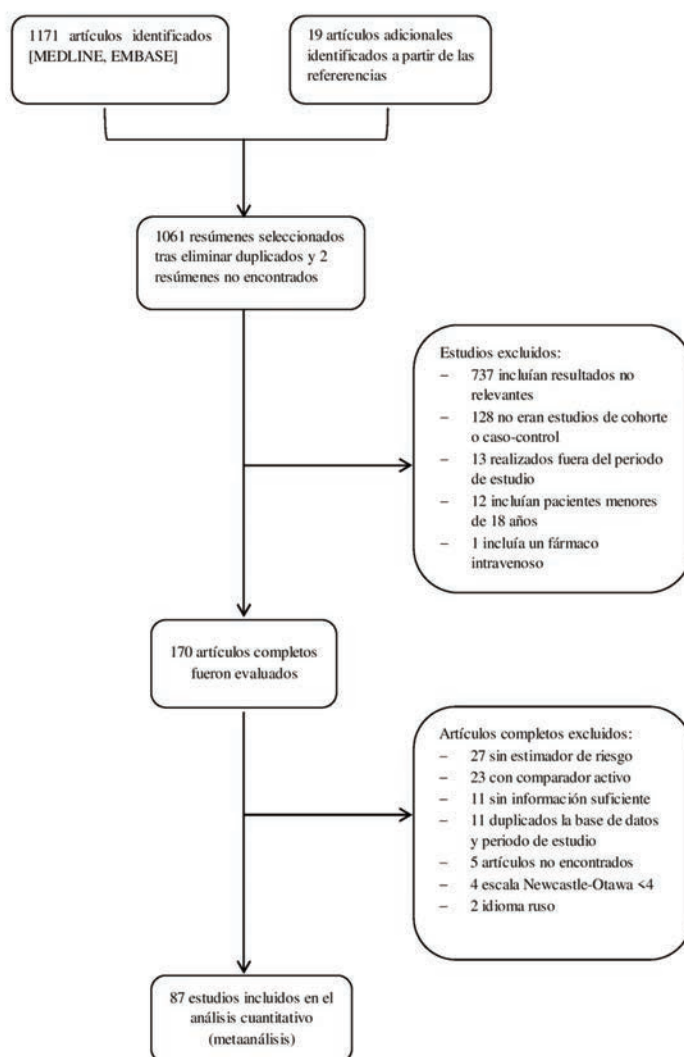 1171 artículos identificados
[MEDLINE, EMBASE]
19 artículos adicionales
identificados a partir de las
refererencias
1061 resúmenes seleccionados
tras eliminar duplicados y 2
resúmenes no encontrados
Estudios excluidos:
– 737 incluían resultados no
relevantes
– 128 no eran estudios de cohorte
o caso-control
– 13 realizados fuera del periodo
de estudio
– 12 incluían pacientes menores
de 18 años
– 1 incluía un fármaco
intravenoso
170 artículos completos
fueron evaluados
Artículos completos excluidos:
– 27 sin estimador de riesgo
– 23 con comparador activo
– 11 sin información suficiente
– 11 duplicados la base de datos
y periodo de estudio
– 5 artículos no encontrados
– 4 escala Newcastle-Otawa <4
– 2 idioma ruso
87 estudios incluidos en el
análisis cuantitativo
(metaanálisis)